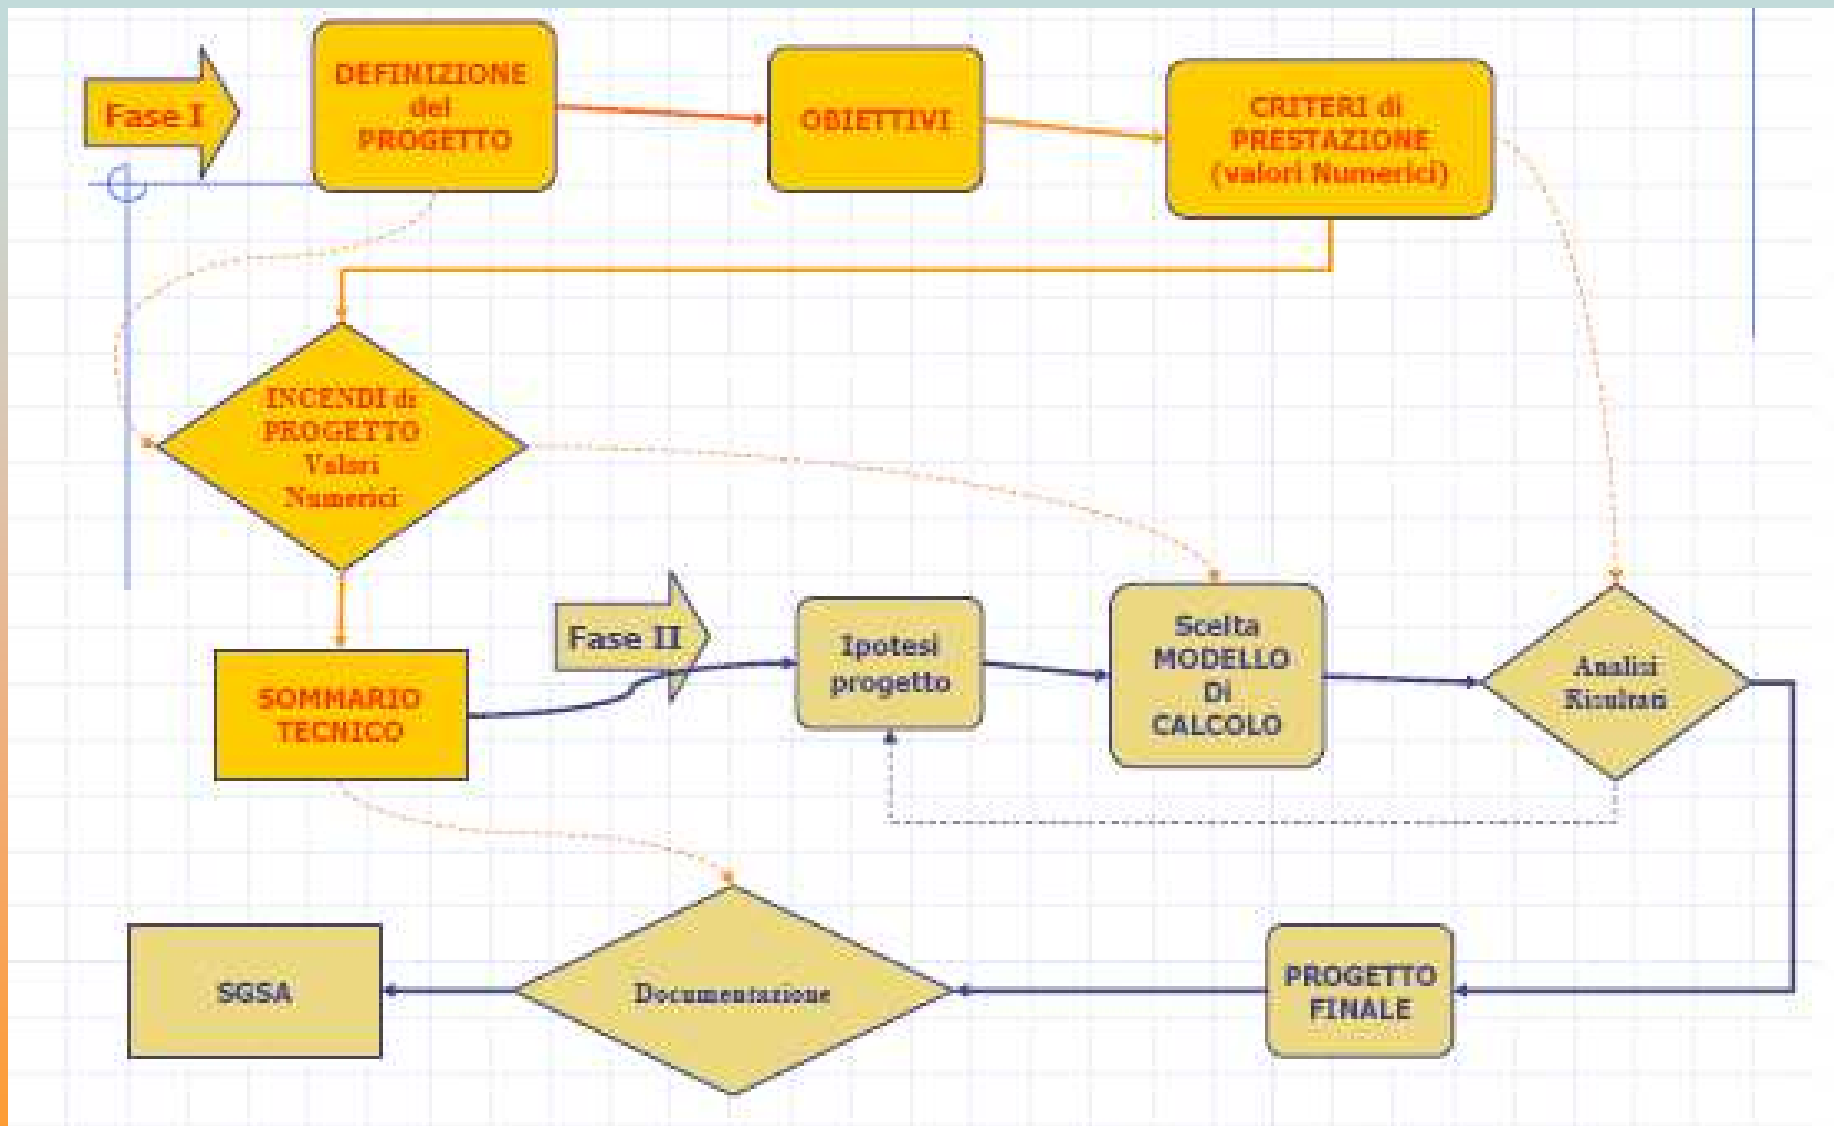 Fase I
DEFINIZIONE
del
PROGETTO
OBIETTIVI
CRITERI di
PRESTAZIONE
(valori Numerici)
INCENDI di
PROGETTO
Valori
Numerici
SOMMARIO
TECNICO
Fase II
Ipotesi
progetto
Scelta
MODELLO
Di
CALCOLO
Analisi
Risultati
PROGETTO
FINALE
Documentazione
SGSA